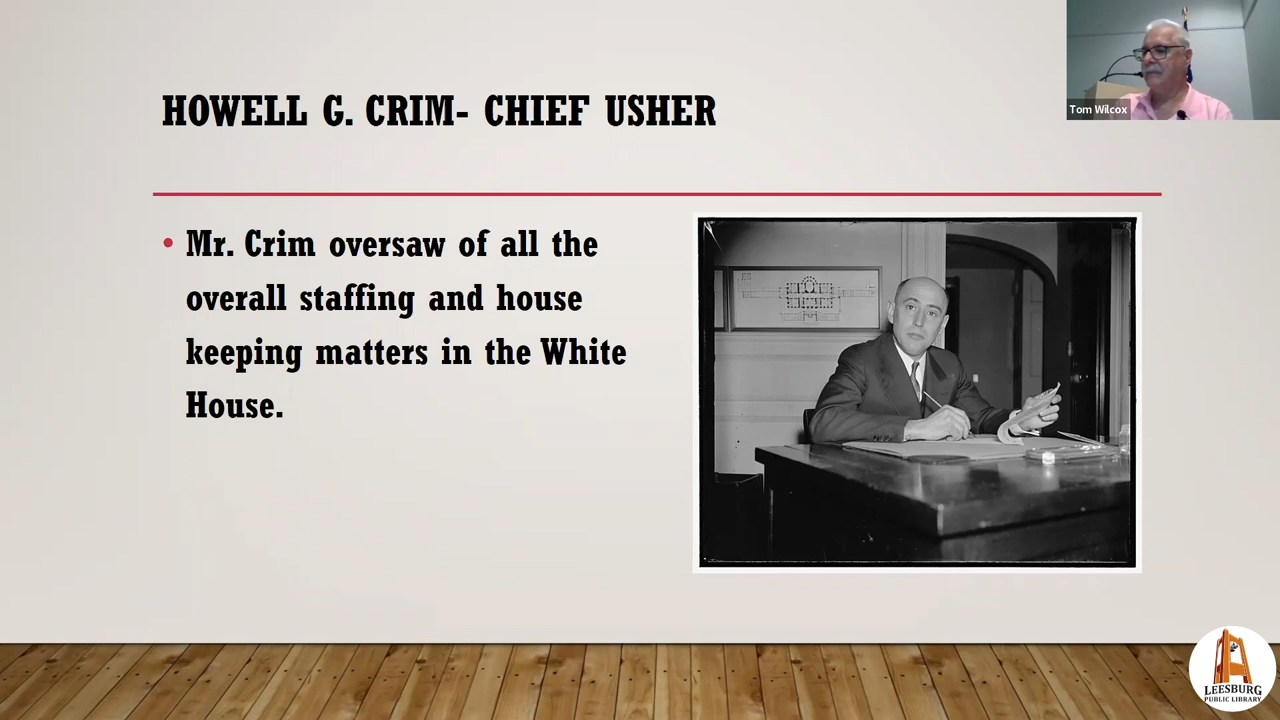 HOWELL G. CRIM- CHIEF USHER
Tom Wilcox
• Mr. Crim oversaw of all the
overall staffing and house
keeping matters in the White
House.
LEESBURG
PUBLIC LIBRARY